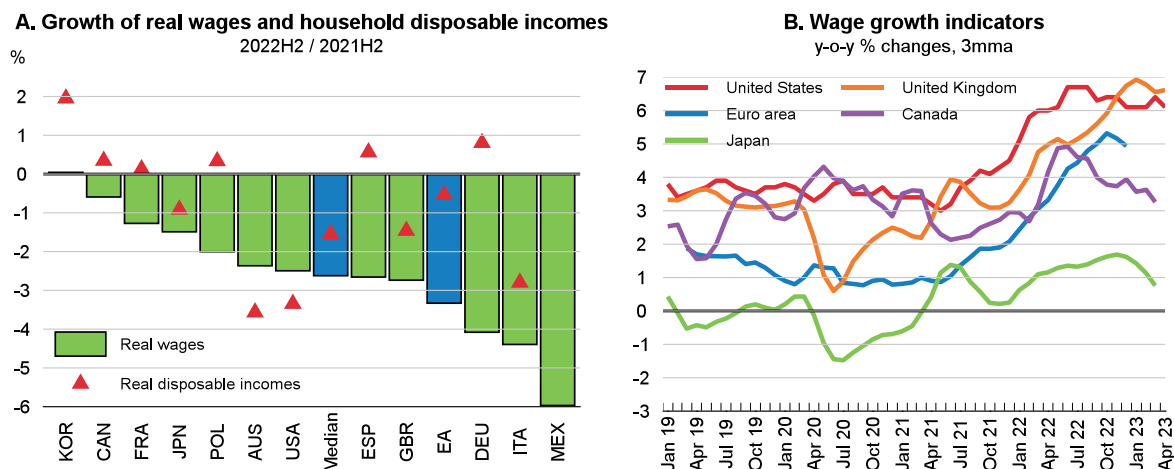 A. Growth of real wages and household disposable incomes
2022H2 / 2021H2
%
2
1
0
-1
-2
-3
-4
-5
-6
Real wages
Real disposable incomes
KOR
CAN
FRA
JPN
POL
AUS
USA
Median
ESP
GBR
EA
DEU
ITA
MEX
B. Wage growth indicators
y-o-y % changes, 3mma
7
6
5
4
3
2
1
0
-1
-2
-3
United States
United Kingdom
Euro area
Canada
Japan
Jan 19
Apr 19
Jul 19
Oct 19
Jan 20
Apr 20
Jul 20
Oct 20
Jan 21
Apr 21
Jul 21
Oct 21
Jan 22
Apr 22
Jul 22
Oct 22
Jan 23
Apr 23